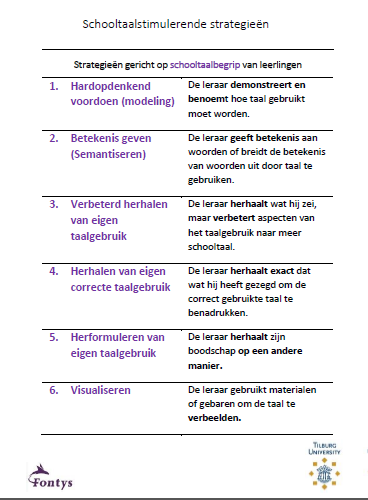 Schooltaalstimulerende strategieën
Strategieën gericht op schooltaalbegrip van leerlingen
1. Hardopdenkend
voordoen (modeling)
De leraar demonstreert en
benoemt hoe taal gebruikt
moet worden.
2. Betekenis geven
(Semantiseren)
De leraar geeft betekenis aan
woorden of breidt de betekenis
van woorden uit door taal te
gebruiken.
3. Verbeterd herhalen
van eigen
taalgebruik
De leraar herhaalt wat hij zei,
maar verbetert aspecten van
het taalgebruik naar meer
schooltaal.
4. Herhalen van eigen
correcte taalgebruik
De leraar herhaalt exact dat
wat hij heeft gezegd om de
correct gebruikte taal te
benadrukken.
5. Herformuleren van
eigen taalgebruik
De leraar herhaalt zijn
boodschap op een andere
manier.
6. Visualiseren
De leraar gebruikt materialen
of gebaren om de taal te
verbeelden.
Fontys
TILBURG
UNIVERSITY